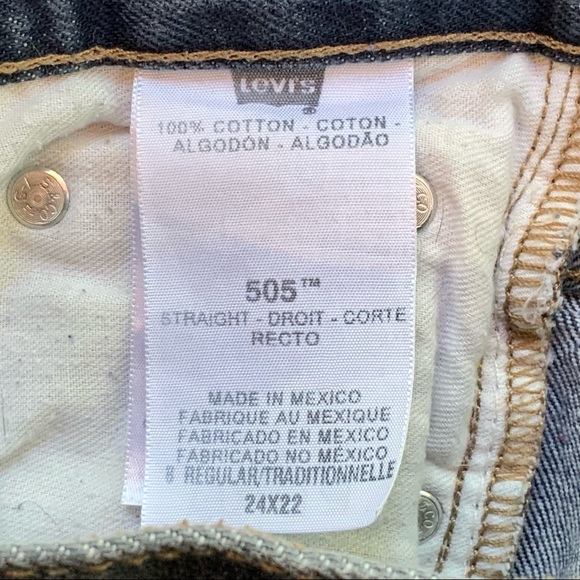 Levi's
®
100% COTTON - COTON -
ALGODÓN - ALGODÃO
505™
STRAIGHT - DROIT - CORTE
RECTO
MADE IN MEXICO
FABRIQUE AU MEXIQUE
FABRICADO EN MÉXICO
FABRICADO NO MÉXICO
8 REGULAR/TRADITIONNELLE
24X22